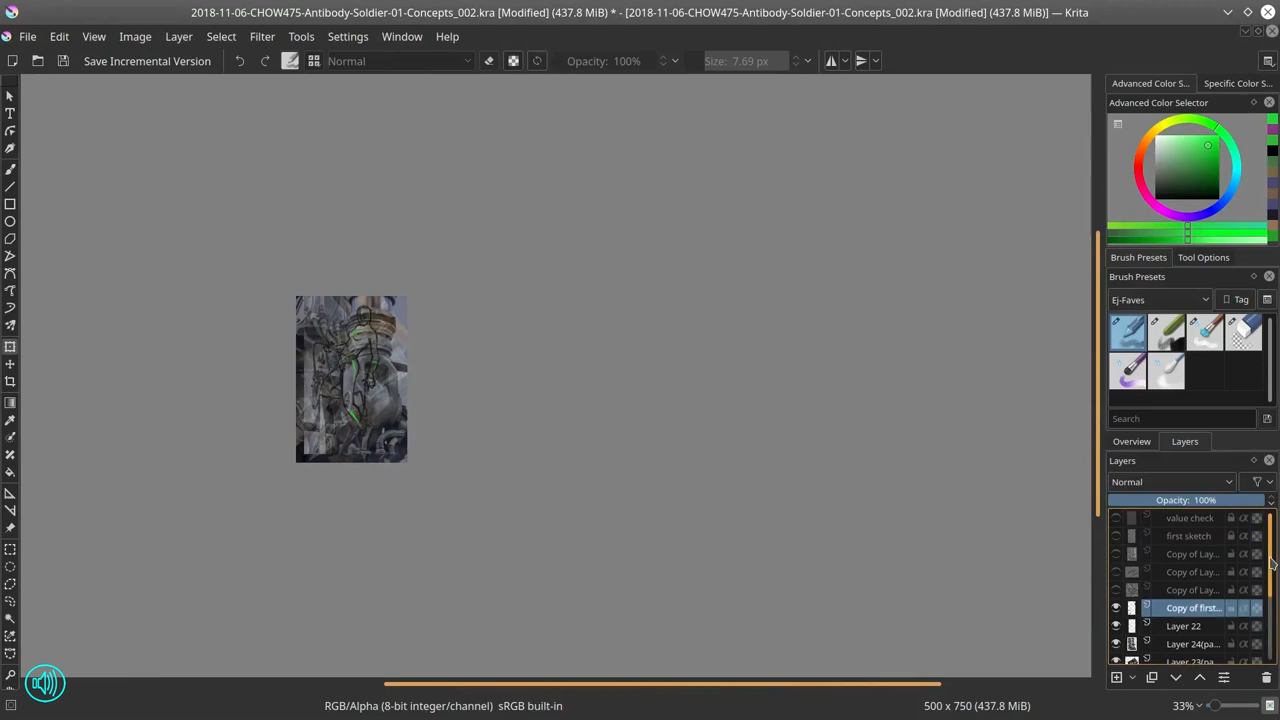 2018-11-06-CHOW475-Antibody-Soldier-01-Concepts_002.kra [Modified] (437.8 MiB) * - [2018-11-06-CHOW475-Antibody-Soldier-01-Concepts_002.kra [Modified] (437.8 MiB)] — Krita
File Edit View Image Layer Select Filter Tools Settings Window Help
Save Incremental Version Normal Opacity: 100% Size: 7.69 px
Advanced Color S... Specific Color S...
Advanced Color Selector
Brush Presets Tool Options
Brush Presets
Ej-Faves Tag
Search
Overview Layers
Layers
Normal
Opacity: 100%
value check
first sketch
Copy of Lay...
Copy of Lay...
Copy of Lay...
Copy of first...
Layer 22
Layer 24(pa...
Layer 23(pa...
RGB/Alpha (8-bit integer/channel) sRGB built-in 500 x 750 (437.8 MiB) 33%